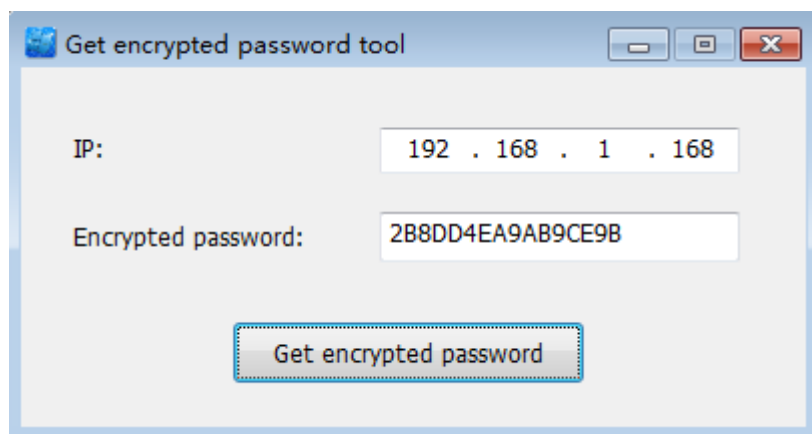 Get encrypted password tool
IP: 192 . 168 . 1 . 168
Encrypted password: 2B8DD4EA9AB9CE9B
Get encrypted password